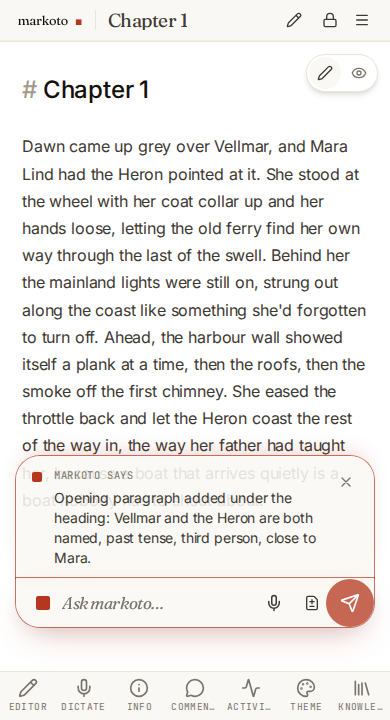 markoto
Chapter 1
# Chapter 1
Dawn came up grey over Vellmar, and Mara
Lind had the Heron pointed at it. She stood at
the wheel with her coat collar up and her
hands loose, letting the old ferry find her own
way through the last of the swell. Behind her
the mainland lights were still on, strung out
along the coast like something she'd forgotten
to turn off. Ahead, the harbour wall showed
itself a plank at a time, then the roofs, then the
smoke off the first chimney. She eased the
throttle back and let the Heron coast the rest
of the way in, the way her father had taught
boat that arrives quietly is a
MARKOTO SAYS
Opening paragraph added under the
heading: Vellmar and the Heron are both
named, past tense, third person, close to
Mara.
Ask markoto...
EDITOR
DICTATE
INFO
COMMEN…
ACTIVI…
THEME
KNOWLE…